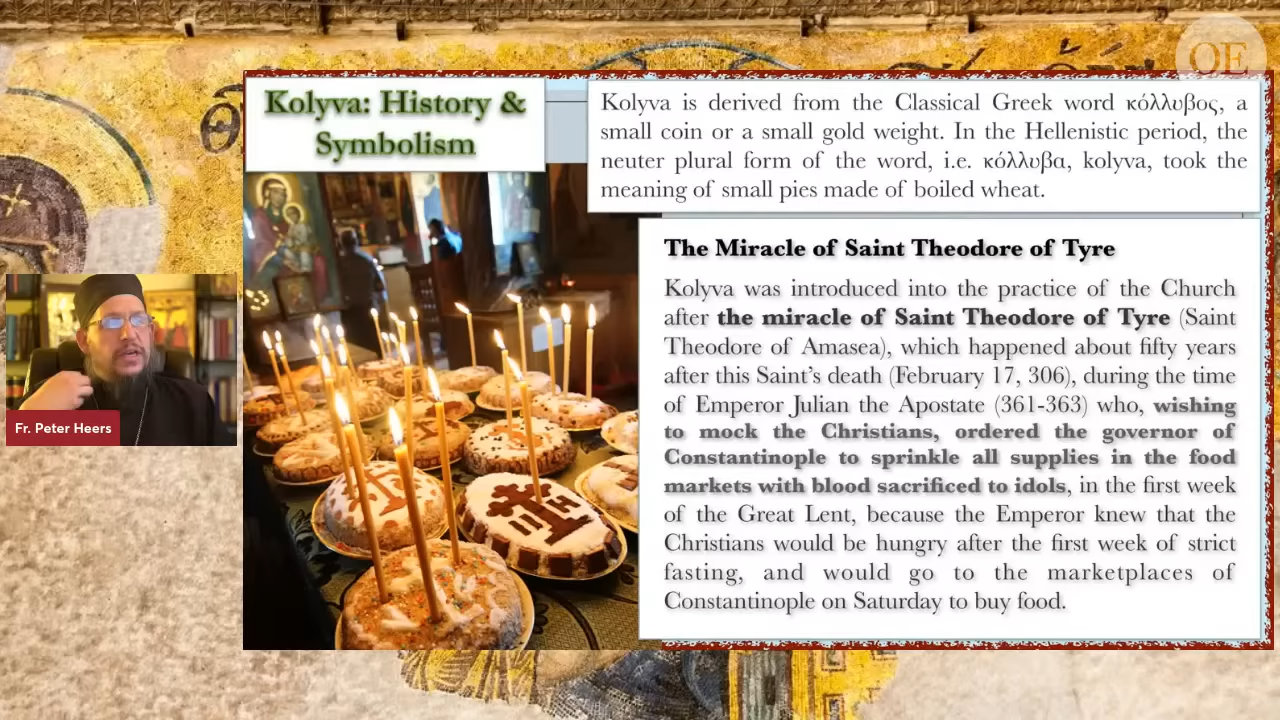 OE
Kolyva: History &
Symbolism
Kolyva is derived from the Classical Greek word κόλλυβος, a
small coin or a small gold weight. In the Hellenistic period, the
neuter plural form of the word, i.e. κόλλυβα, kolyva, took the
meaning of small pies made of boiled wheat.
The Miracle of Saint Theodore of Tyre
Kolyva was introduced into the practice of the Church
after the miracle of Saint Theodore of Tyre (Saint
Theodore of Amasea), which happened about fifty years
after this Saint's death (February 17, 306), during the time
of Emperor Julian the Apostate (361-363) who, wishing
to mock the Christians, ordered the governor of
Constantinople to sprinkle all supplies in the food
markets with blood sacrificed to idols, in the first week
of the Great Lent, because the Emperor knew that the
Christians would be hungry after the first week of strict
fasting, and would go to the marketplaces of
Constantinople on Saturday to buy food.
Fr. Peter Heers